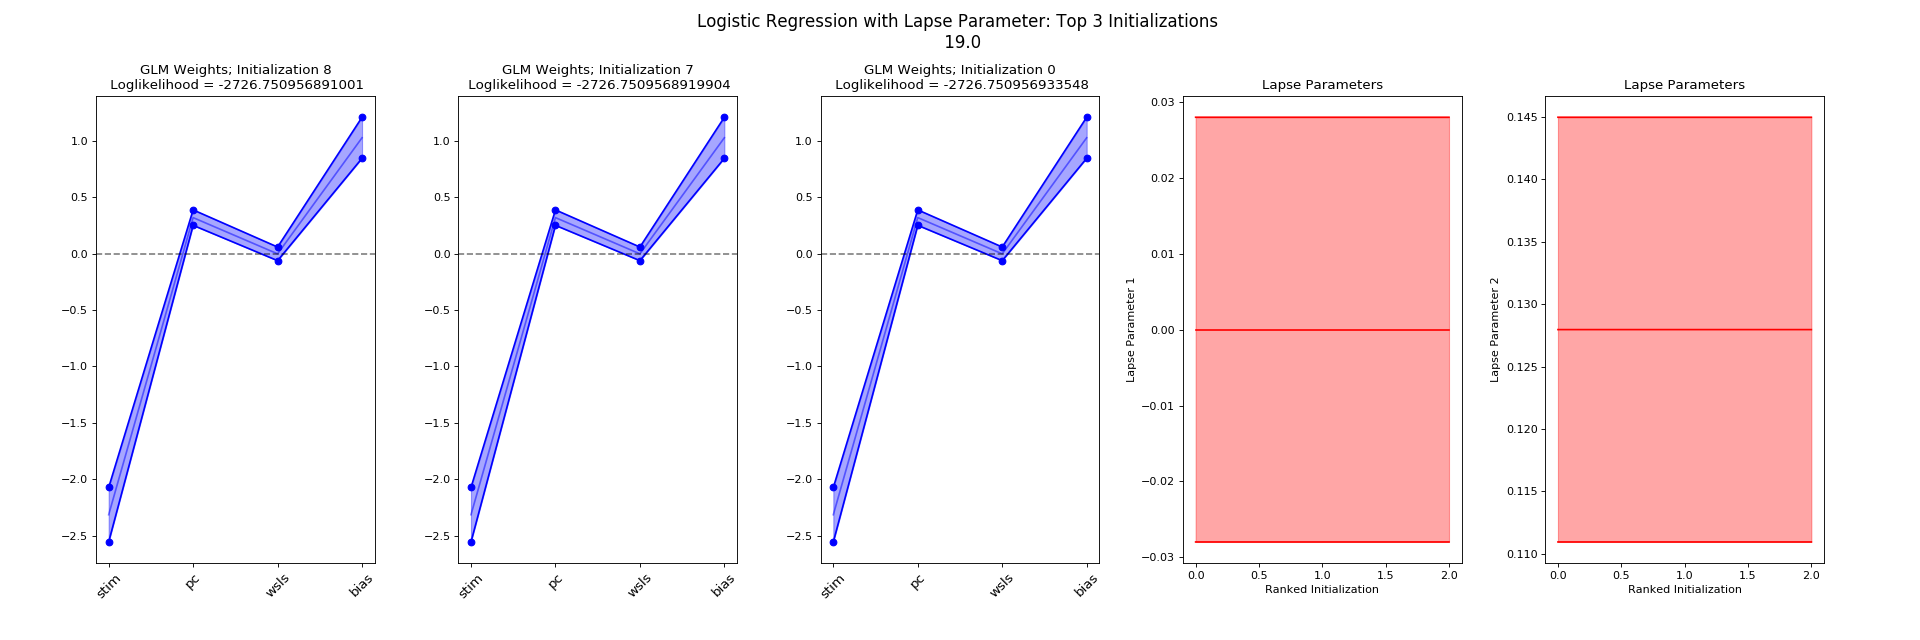 Logistic Regression with Lapse Parameter: Top 3 Initializations
19.0
GLM Weights; Initialization 8
Loglikelihood = -2726.750956891001
1.0
0.5
0.0
−0.5
−1.0
−1.5
−2.0
−2.5
stim
pc
wsls
bias
GLM Weights; Initialization 7
Loglikelihood = -2726.7509568919904
1.0
0.5
0.0
−0.5
−1.0
−1.5
−2.0
−2.5
stim
pc
wsls
bias
GLM Weights; Initialization 0
Loglikelihood = -2726.750956933548
1.0
0.5
0.0
−0.5
−1.0
−1.5
−2.0
−2.5
stim
pc
wsls
bias
Lapse Parameters
Lapse Parameter 1
0.03
0.02
0.01
0.00
−0.01
−0.02
−0.03
0.0
0.5
1.0
1.5
2.0
Ranked Initialization
Lapse Parameters
Lapse Parameter 2
0.145
0.140
0.135
0.130
0.125
0.120
0.115
0.110
0.0
0.5
1.0
1.5
2.0
Ranked Initialization